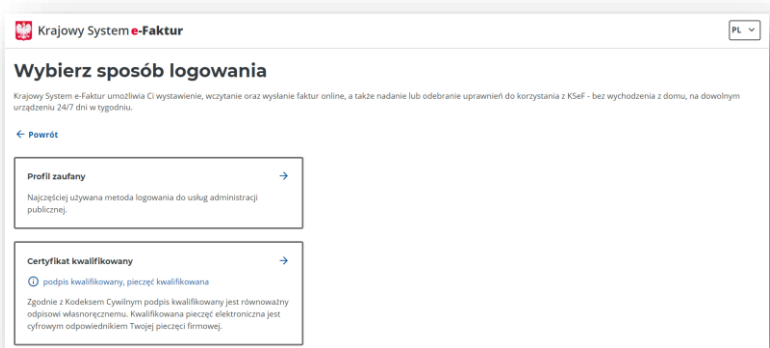 Krajowy System e-Faktur
PL
Wybierz sposób logowania
Krajowy System e-Faktur umożliwia Ci wystawienie, wczytanie oraz wysłanie faktur online, a także nadanie lub odebranie uprawnień do korzystania z KSeF - bez wychodzenia z domu, na dowolnym
urządzeniu 24/7 dni w tygodniu.
Powrót
Profil zaufany
Najczęściej używana metoda logowania do usług administracji
publicznej.
Certyfikat kwalifikowany
podpis kwalifikowany, pieczęć kwalifikowana
Zgodnie z Kodeksem Cywilnym podpis kwalifikowany jest równoważny
odpisowi własnoręcznemu. Kwalifikowana pieczęć elektroniczna jest
cyfrowym odpowiednikiem Twojej pieczęci firmowej.